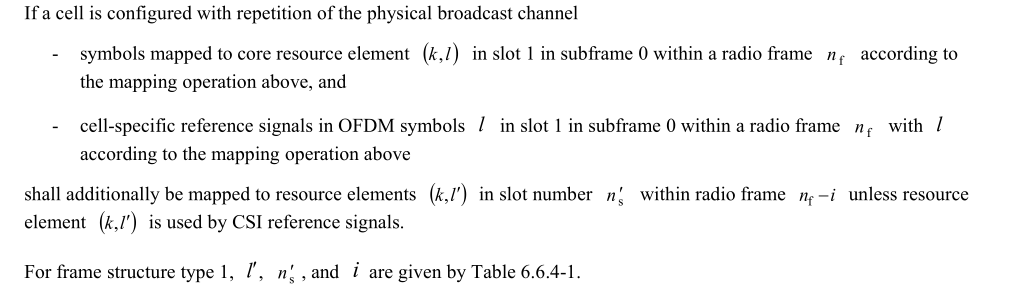 If a cell is configured with repetition of the physical broadcast channel
- symbols mapped to core resource element (k,l) in slot 1 in subframe 0 within a radio frame n_f according to
the mapping operation above, and
- cell-specific reference signals in OFDM symbols l in slot 1 in subframe 0 within a radio frame n_f with l
according to the mapping operation above
shall additionally be mapped to resource elements (k,l′) in slot number n′_s within radio frame n_f −i unless resource
element (k,l′) is used by CSI reference signals.
For frame structure type 1, l′, n′_s , and i are given by Table 6.6.4-1.